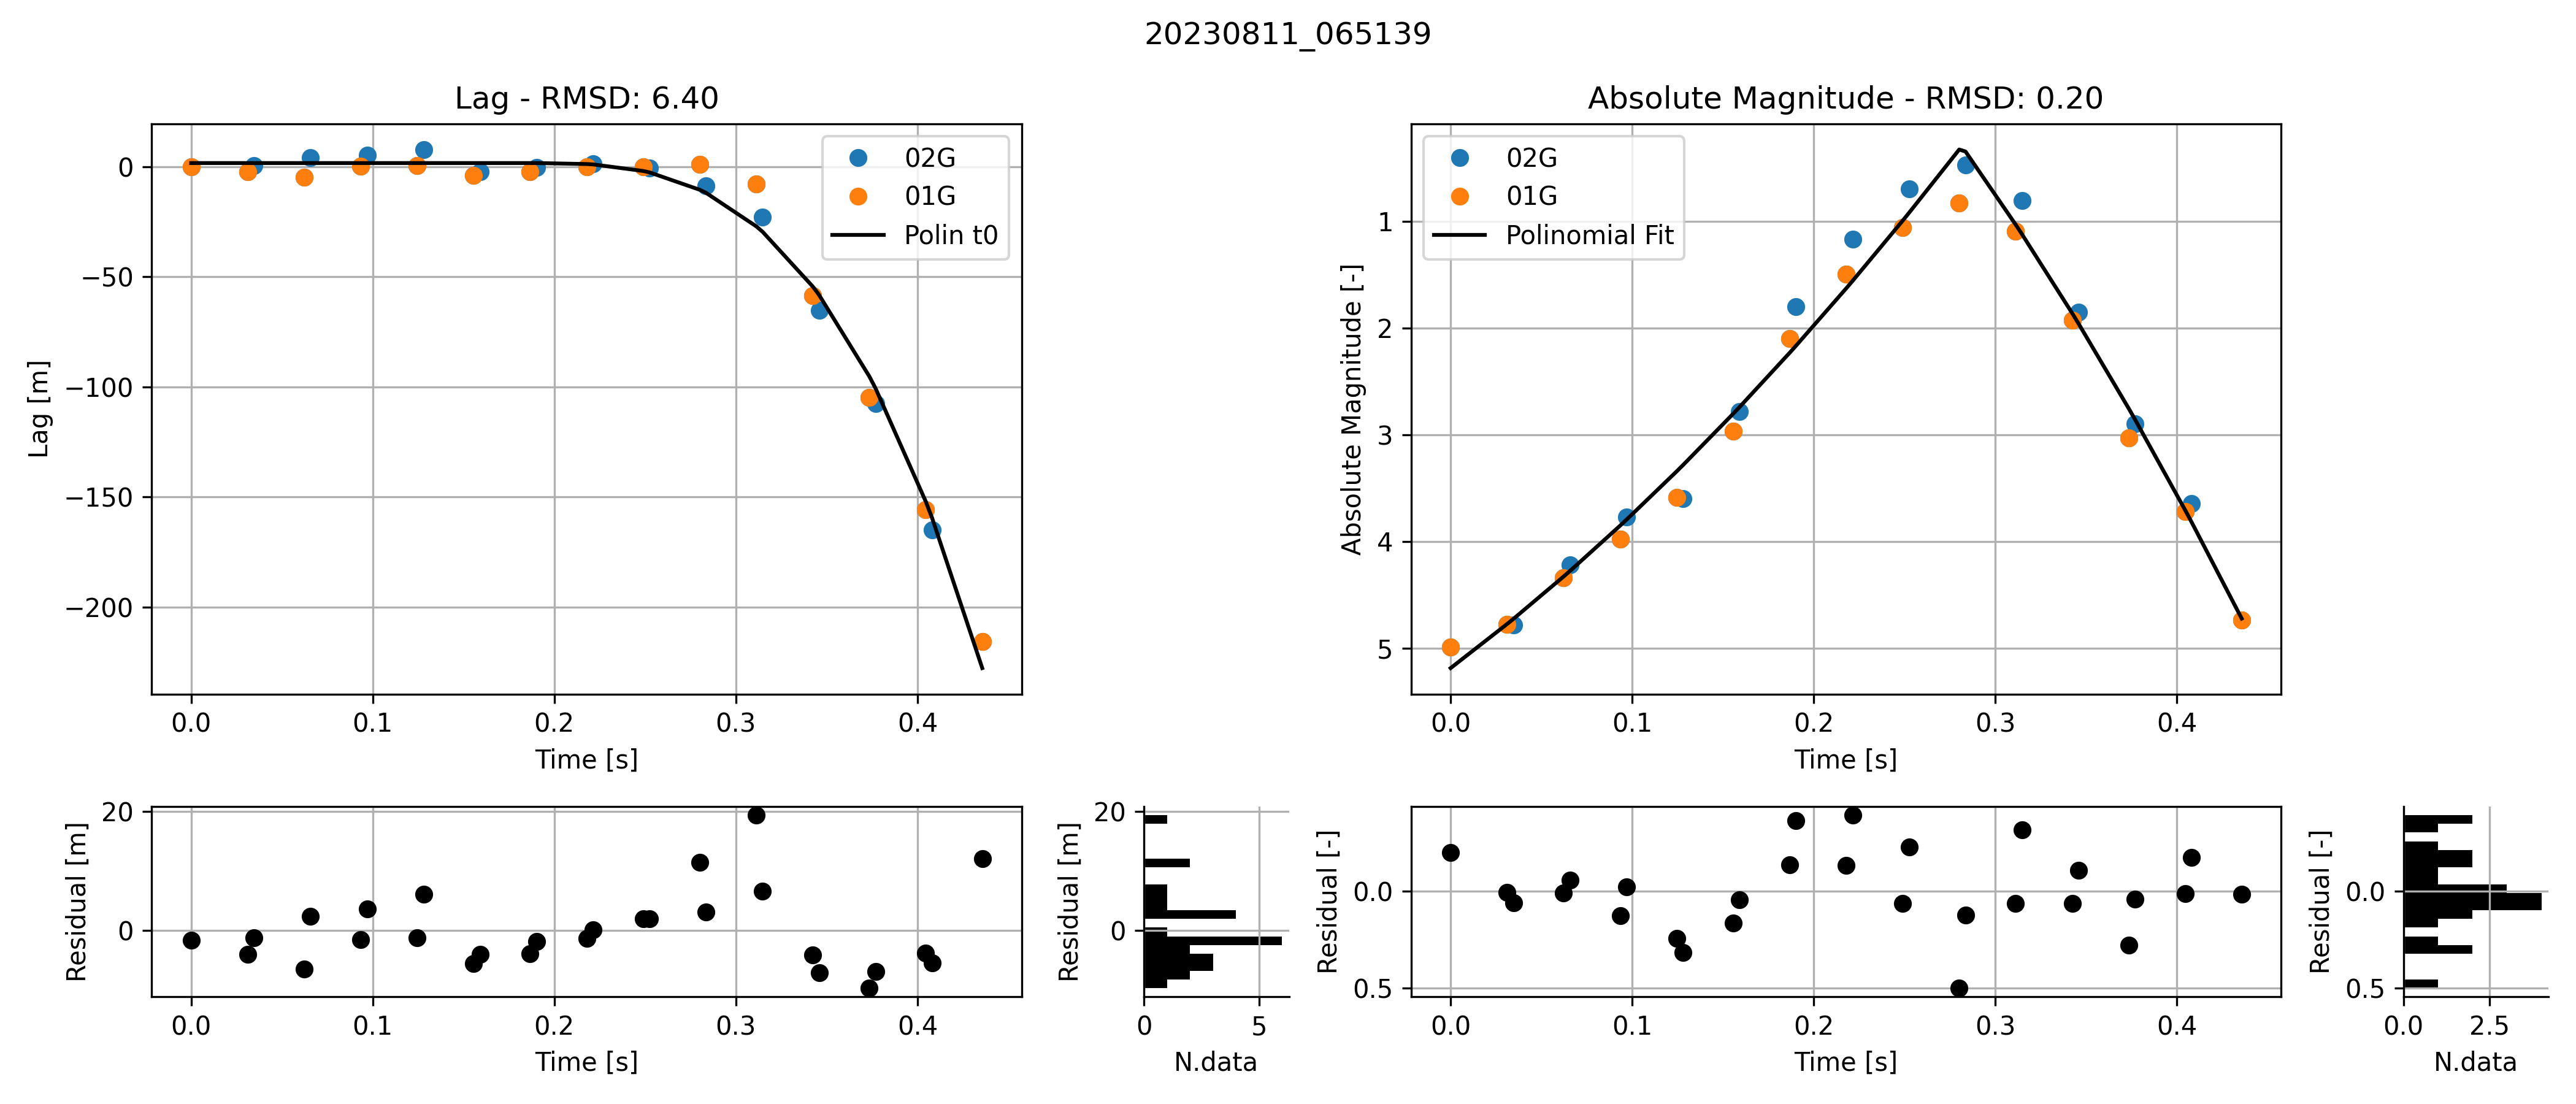 20230811_065139
Lag - RMSD: 6.40
02G
01G
Polin t0
0
−50
−100
−150
−200
Lag [m]
0.0 0.1 0.2 0.3 0.4
Time [s]
Absolute Magnitude - RMSD: 0.20
02G
01G
Polinomial Fit
1
2
3
4
5
Absolute Magnitude [-]
0.0 0.1 0.2 0.3 0.4
Time [s]
20
0
Residual [m]
0.0 0.1 0.2 0.3 0.4
Time [s]
20
0
Residual [m]
0 5
N.data
0.0
0.5
Residual [-]
0.0 0.1 0.2 0.3 0.4
Time [s]
0.0
0.5
Residual [-]
0.0 2.5
N.data